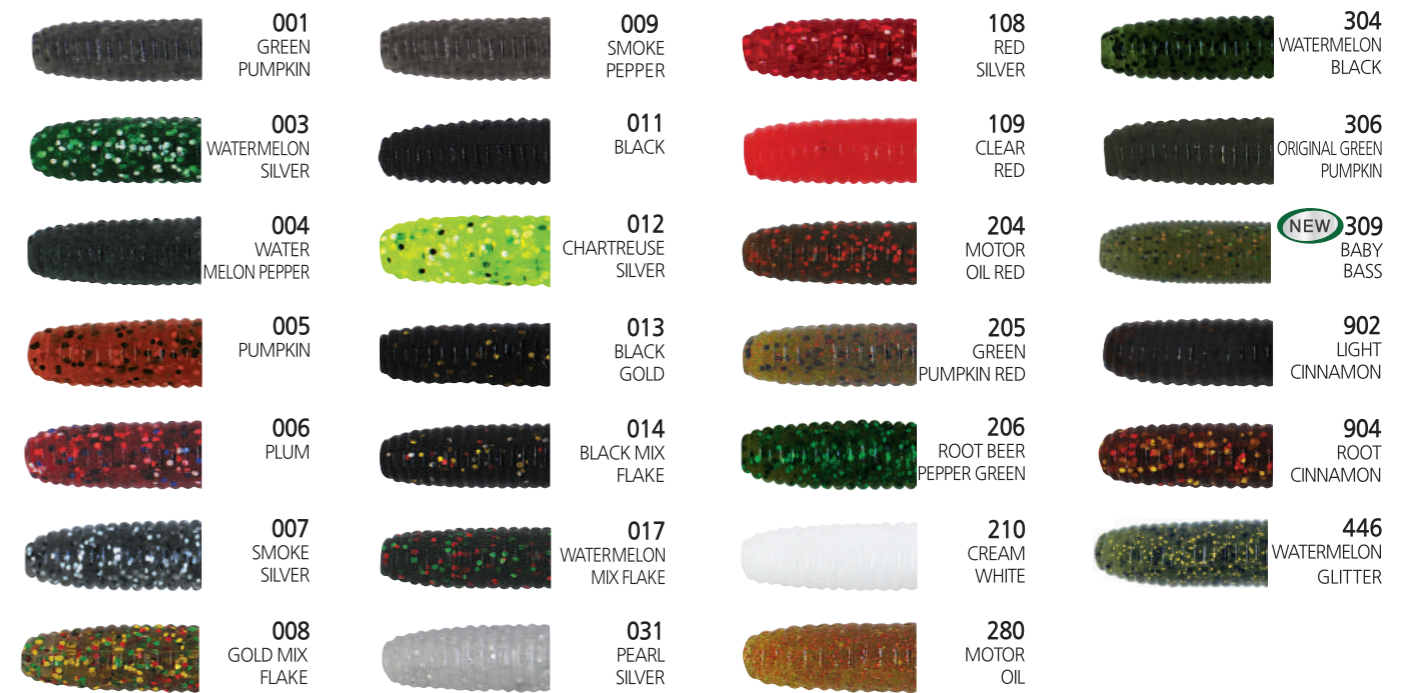 001
GREEN
PUMPKIN
003
WATERMELON
SILVER
004
WATER
MELON PEPPER
005
PUMPKIN
006
PLUM
007
SMOKE
SILVER
008
GOLD MIX
FLAKE
009
SMOKE
PEPPER
011
BLACK
012
CHARTREUSE
SILVER
013
BLACK
GOLD
014
BLACK MIX
FLAKE
017
WATERMELON
MIX FLAKE
031
PEARL
SILVER
108
RED
SILVER
109
CLEAR
RED
204
MOTOR
OIL RED
205
GREEN
PUMPKIN RED
206
ROOT BEER
PEPPER GREEN
210
CREAM
WHITE
280
MOTOR
OIL
304
WATERMELON
BLACK
306
ORIGINAL GREEN
PUMPKIN
NEW 309
BABY
BASS
902
LIGHT
CINNAMON
904
ROOT
CINNAMON
446
WATERMELON
GLITTER